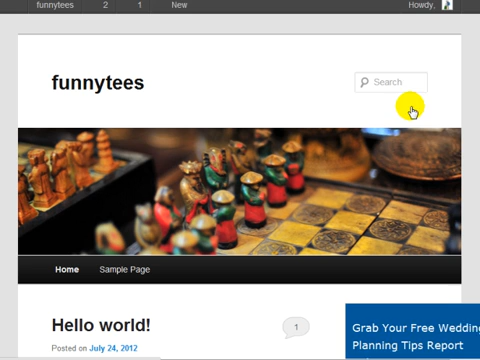 funnytees 2 1 New Howdy,
funnytees
Search
Home Sample Page
Hello world!
1
Posted on July 24, 2012
Grab Your Free Wedding
Planning Tips Report